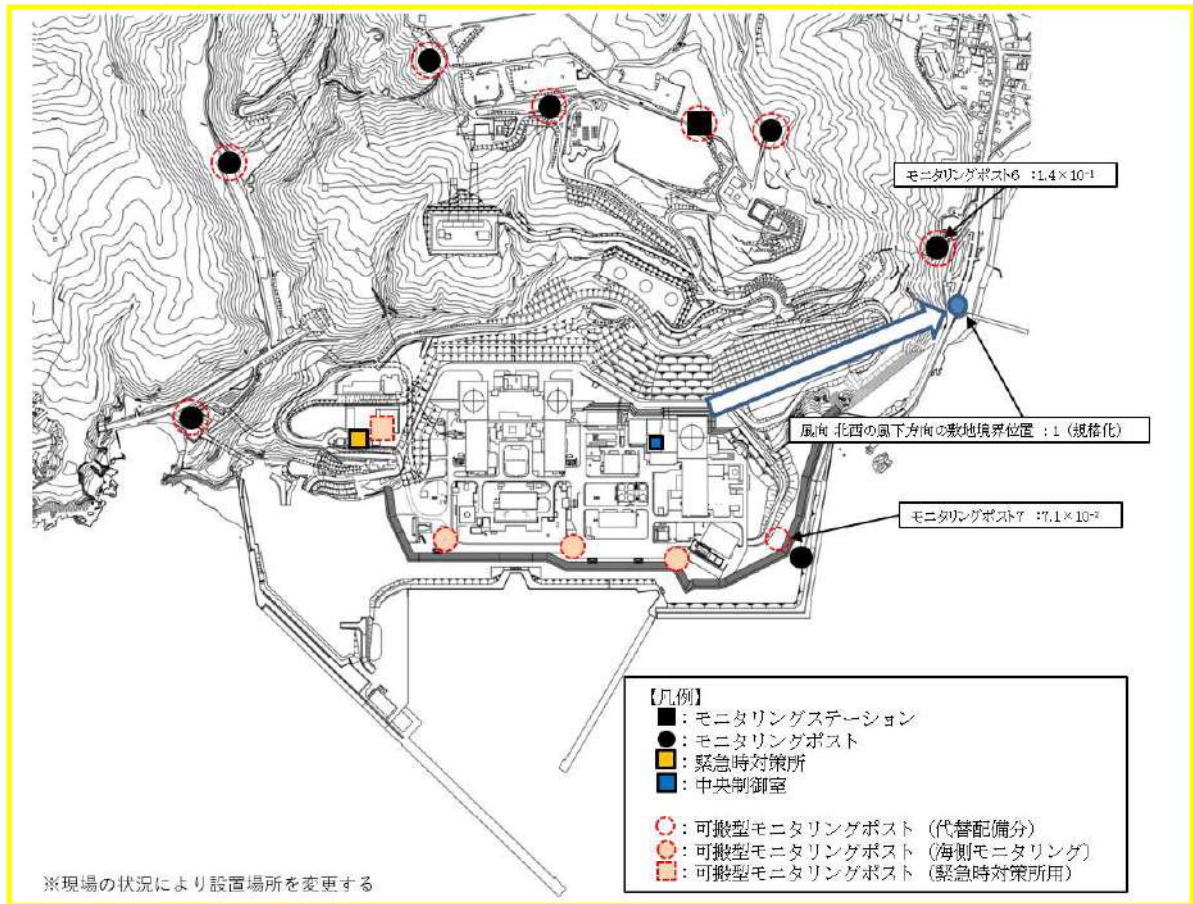 モニタリングポスト6 :1.4×10⁻¹
風向 北西の風下方向の敷地境界位置 : 1 (規格化)
モニタリングポスト7 :7.1×10⁻²
【凡例】
■:モニタリングステーション
●:モニタリングポスト
:緊急時対策所
:中央制御室
:可搬型モニタリングポスト (代替配備分)
:可搬型モニタリングポスト (海側モニタリング)
:可搬型モニタリングポスト (緊急時対策所用)
※現場の状況により設置場所を変更する